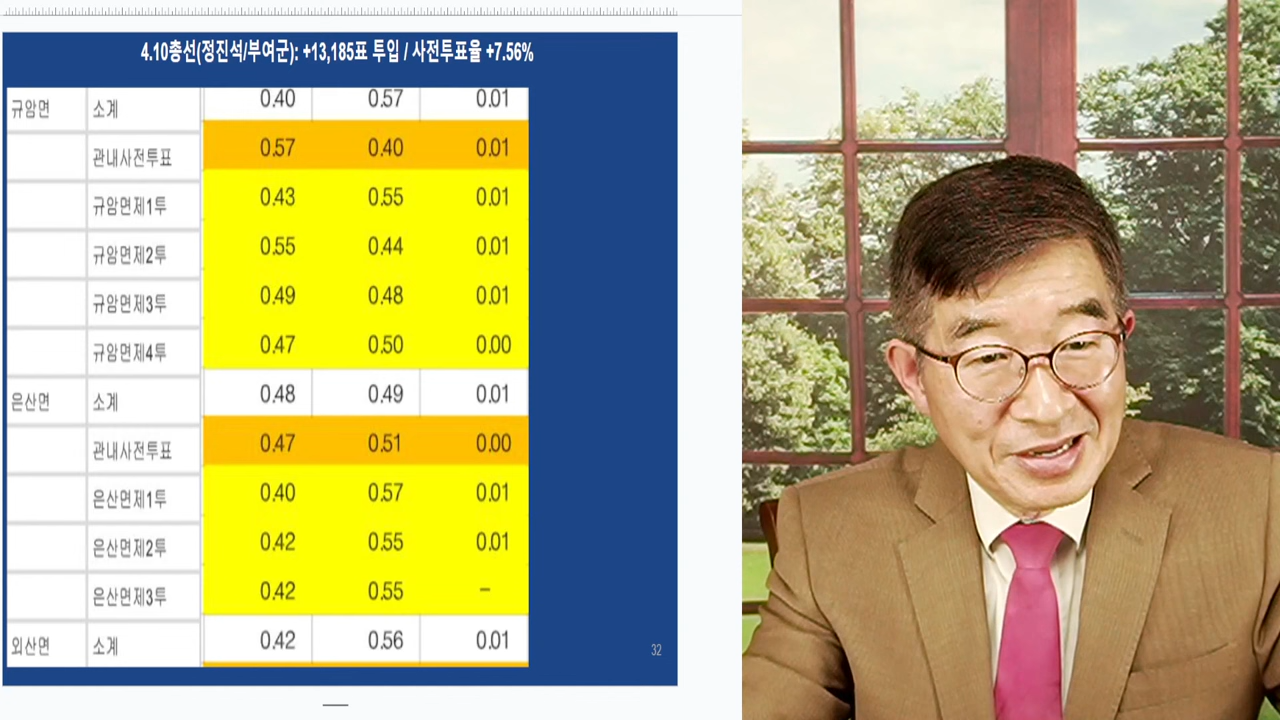 4.10총선(정진석/부여군): +13,185표 투입 / 사전투표율 +7.56%
규암면 소계 0.40 0.57 0.01
관내사전투표 0.57 0.40 0.01
규암면제1투 0.43 0.55 0.01
규암면제2투 0.55 0.44 0.01
규암면제3투 0.49 0.48 0.01
규암면제4투 0.47 0.50 0.00
은산면 소계 0.48 0.49 0.01
관내사전투표 0.47 0.51 0.00
은산면제1투 0.40 0.57 0.01
은산면제2투 0.42 0.55 0.01
은산면제3투 0.42 0.55 –
외산면 소계 0.42 0.56 0.01
32